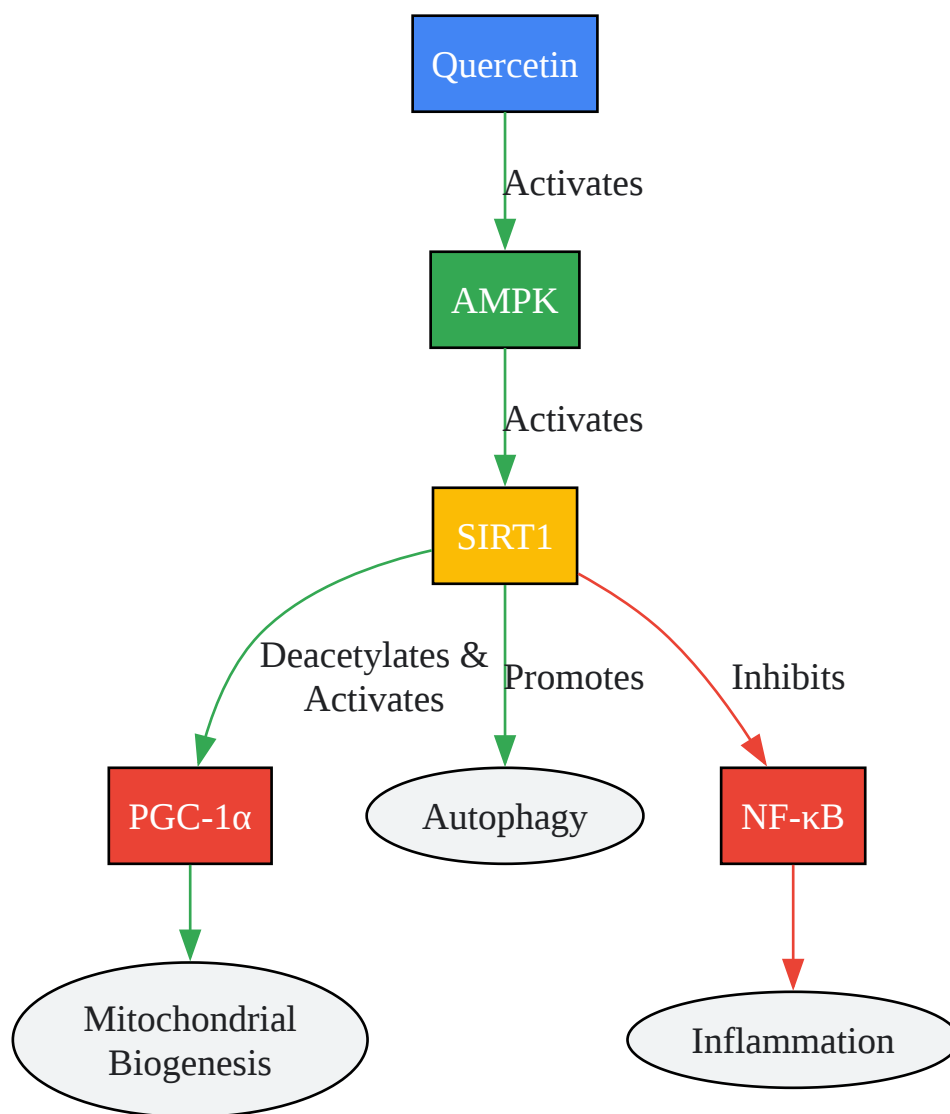 Quercetin
Activates
AMPK
Activates
SIRT1
Deacetylates &
Activates
Promotes
Inhibits
PGC-1α
Autophagy
NF-κB
Mitochondrial
Biogenesis
Inflammation